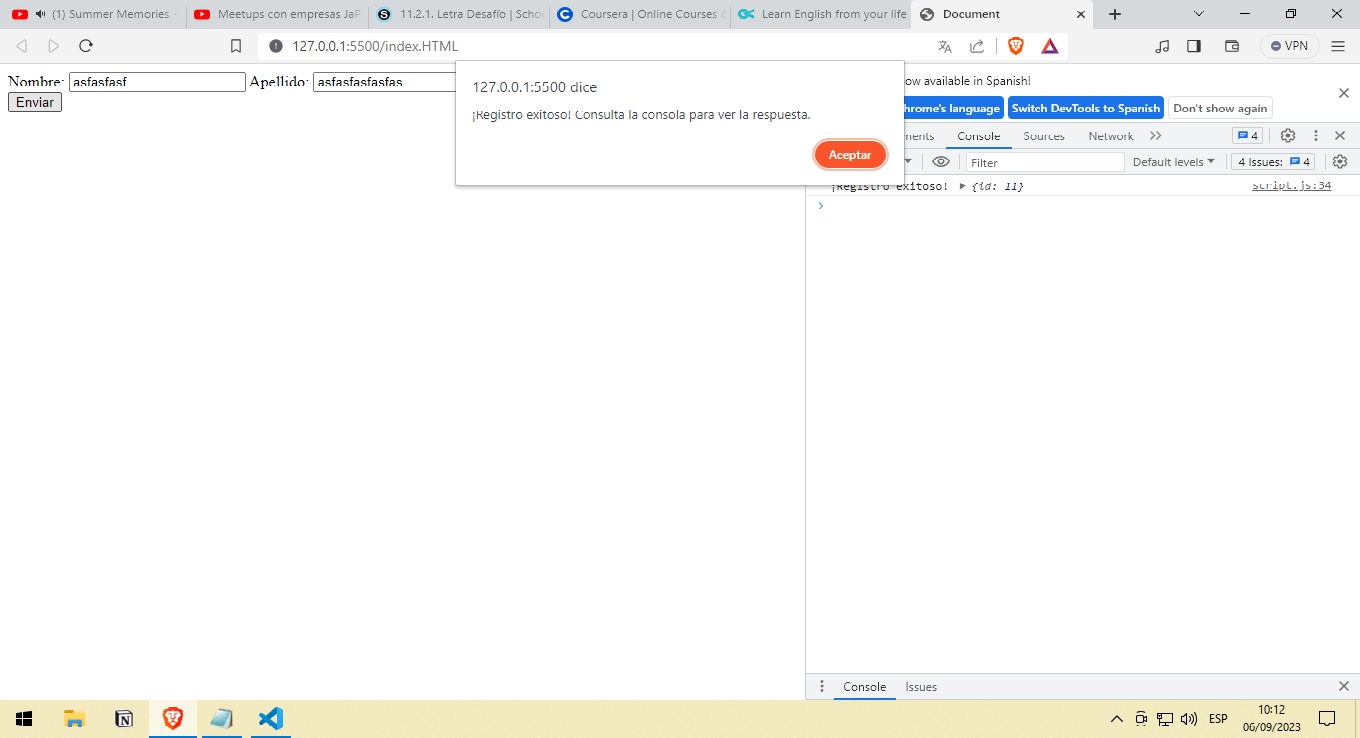 (1) Summer Memories
Meetups con empresas JaP
11.2.1. Letra Desafío | Scho
Coursera | Online Courses &
Learn English from your life
Document
127.0.0.1:5500/index.HTML
VPN
Nombre: asfasfasf Apellido: asfasfasfasfas
Enviar
127.0.0.1:5500 dice
¡Registro exitoso! Consulta la consola para ver la respuesta.
Aceptar
ow available in Spanish!
hrome's language Switch DevTools to Spanish Don't show again
ments Console Sources Network 4
Filter Default levels 4 Issues: 4
¡Registro exitoso! {id: 11} script.js:34
Console Issues
ESP
10:12
06/09/2023